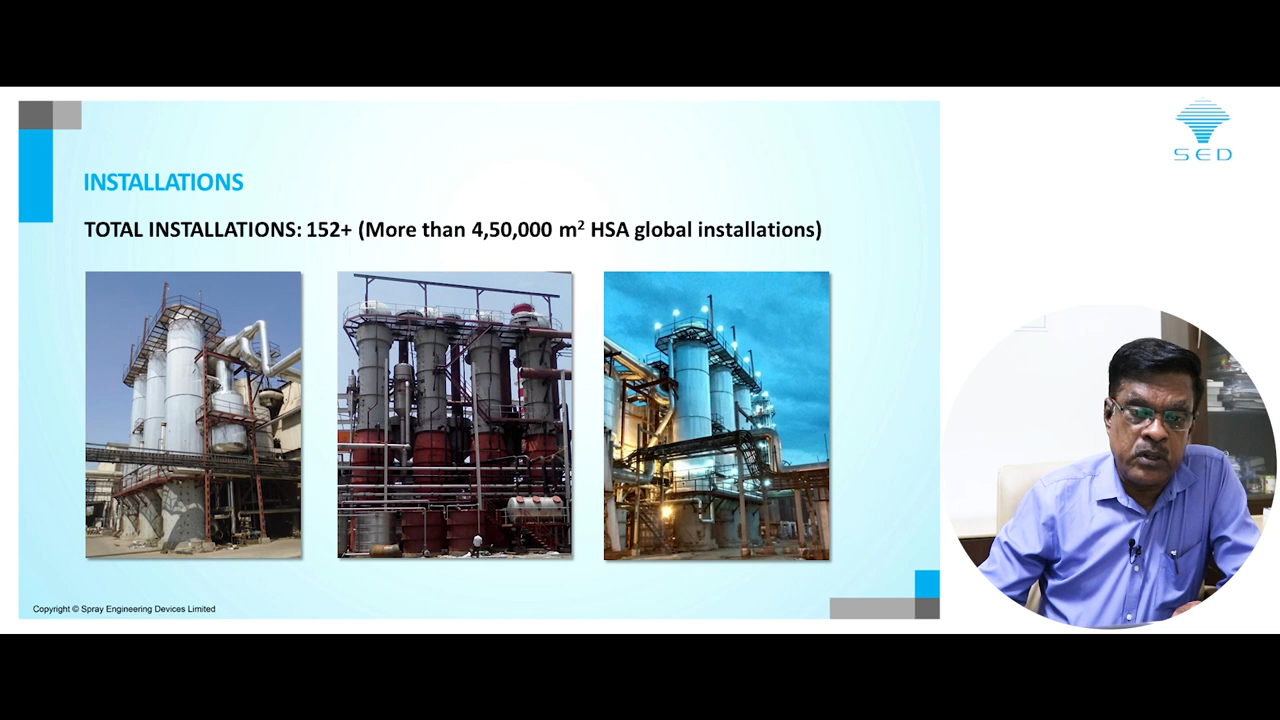 SED
INSTALLATIONS
TOTAL INSTALLATIONS: 152+ (More than 4,50,000 m² HSA global installations)
Copyright © Spray Engineering Devices Limited